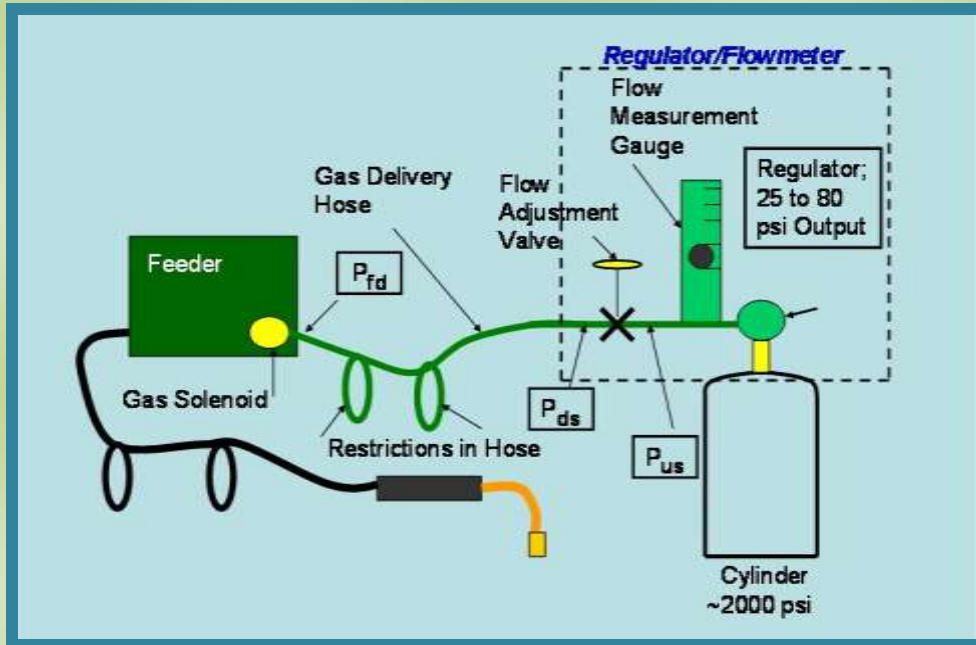 Regulator/Flowmeter
Flow
Measurement
Gauge
Regulator;
25 to 80
psi Output
Gas Delivery
Hose
Flow
Adjustment
Valve
Feeder
Pfd
Gas Solenoid
Restrictions in Hose
Pds
Pus
Cylinder
~2000 psi